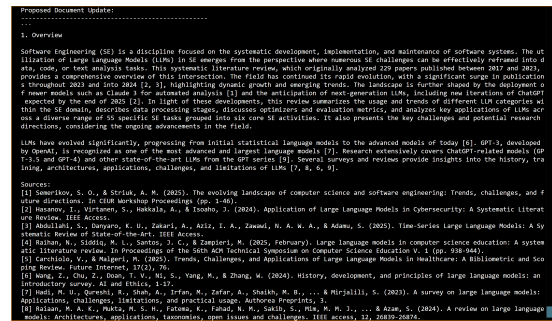 Proposed Document Update:
--------------------------------------------------
---
1. Overview
Software Engineering (SE) is a discipline focused on the systematic development, implementation, and maintenance of software systems. The ut
ilization of Large Language Models (LLMs) in SE emerges from the perspective where numerous SE challenges can be effectively reframed into d
ata, code, or text analysis tasks. This systematic literature review, which originally analyzed 229 papers published between 2017 and 2023,
provides a comprehensive overview of this intersection. The field has continued its rapid evolution, with a significant surge in publication
s throughout 2023 and into 2024 [2, 3], highlighting dynamic growth and emerging trends. The landscape is further shaped by the deployment o
f newer models such as Claude 3 for automated analysis [1] and the anticipation of next-generation LLMs, including new iterations of ChatGPT
expected by the end of 2025 [2]. In light of these developments, this review summarizes the usage and trends of different LLM categories wi
thin the SE domain, describes data processing stages, discusses optimizers and evaluation metrics, and analyzes key applications of LLMs acr
oss a diverse range of 55 specific SE tasks grouped into six core SE activities. It also presents the key challenges and potential research
directions, considering the ongoing advancements in the field.
LLMs have evolved significantly, progressing from initial statistical language models to the advanced models of today [6]. GPT-3, developed
by OpenAI, is recognized as one of the most advanced and largest language models [7]. Research extensively covers ChatGPT-related models (GP
T-3.5 and GPT-4) and other state-of-the-art LLMs from the GPT series [9]. Several surveys and reviews provide insights into the history, tra
ining, architectures, applications, challenges, and limitations of LLMs [7, 8, 6, 9].
Sources:
[1] Semerikov, S. O., & Striuk, A. M. (2025). The evolving landscape of computer science and software engineering: Trends, challenges, and f
uture directions. In CEUR Workshop Proceedings (pp. 1-46).
[2] Hasanov, I., Virtanen, S., Hakkala, A., & Isoaho, J. (2024). Application of Large Language Models in Cybersecurity: A Systematic Literat
ure Review. IEEE Access.
[3] Abdullahi, S., Danyaro, K. U., Zakari, A., Aziz, I. A., Zawawi, N. A. W. A., & Adamu, S. (2025). Time-Series Large Language Models: A Sy
stematic Review of State-of-the-Art. IEEE Access.
[4] Raihan, N., Siddiq, M. L., Santos, J. C., & Zampieri, M. (2025, February). Large language models in computer science education: A system
atic literature review. In Proceedings of the 56th ACM Technical Symposium on Computer Science Education V. 1 (pp. 938-944).
[5] Carchiolo, V., & Malgeri, M. (2025). Trends, Challenges, and Applications of Large Language Models in Healthcare: A Bibliometric and Sco
ping Review. Future Internet, 17(2), 76.
[6] Wang, Z., Chu, Z., Doan, T. V., Ni, S., Yang, M., & Zhang, W. (2024). History, development, and principles of large language models: an
introductory survey. AI and Ethics, 1-17.
[7] Hadi, M. U., Qureshi, R., Shah, A., Irfan, M., Zafar, A., Shaikh, M. B., ... & Mirjalili, S. (2023). A survey on large language models:
Applications, challenges, limitations, and practical usage. Authorea Preprints, 3.
[8] Raiaan, M. A. K., Mukta, M. S. H., Fatema, K., Fahad, N. M., Sakib, S., Mim, M. M. J., ... & Azam, S. (2024). A review on large language
models: Architectures, applications, taxonomies, open issues and challenges. IEEE access, 12, 26839-26874.